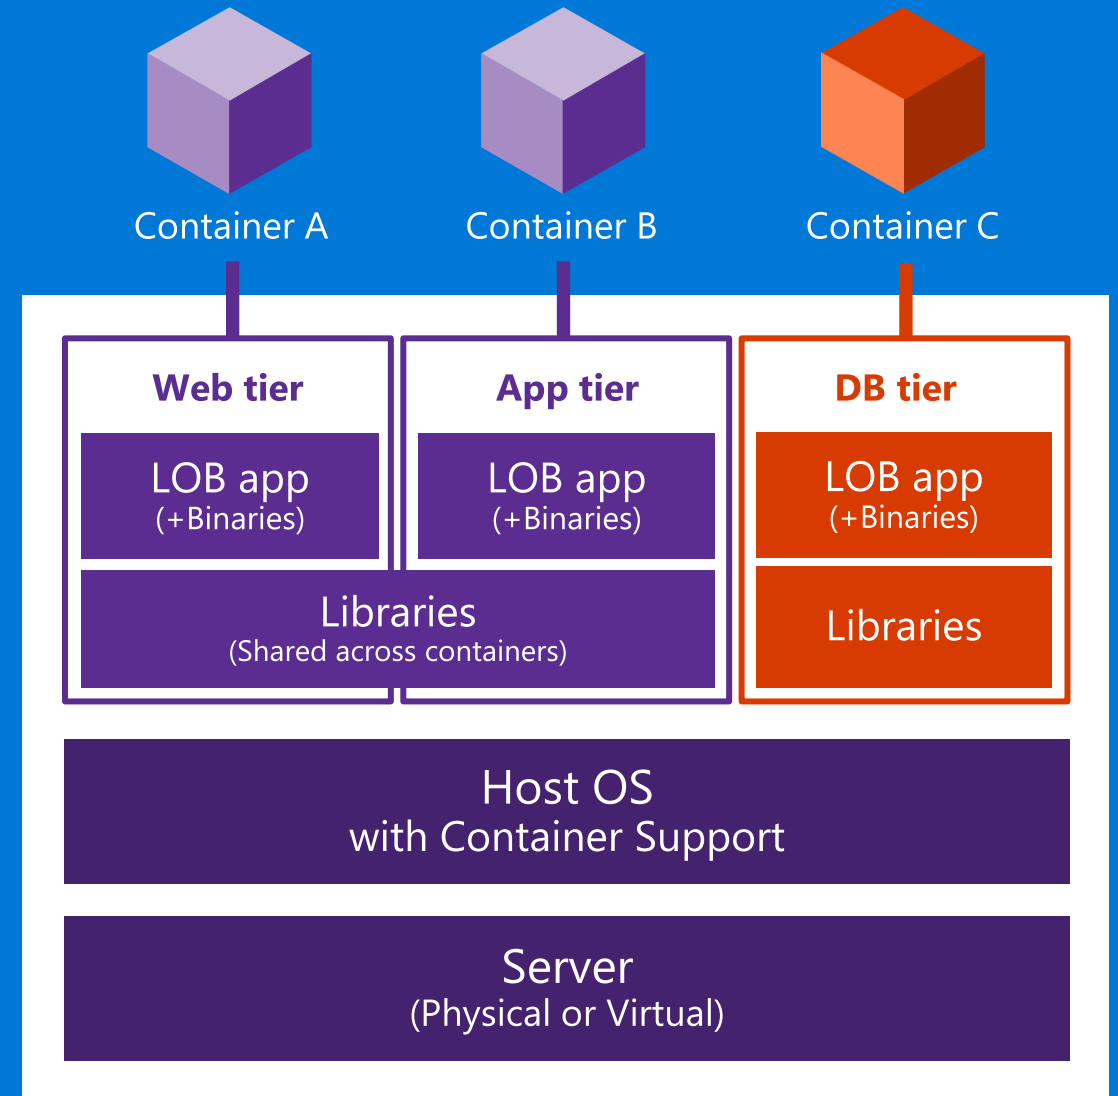 Container A
Container B
Container C
Web tier
App tier
DB tier
LOB app
(+Binaries)
LOB app
(+Binaries)
LOB app
(+Binaries)
Libraries
(Shared across containers)
Libraries
Host OS
with Container Support
Server
(Physical or Virtual)